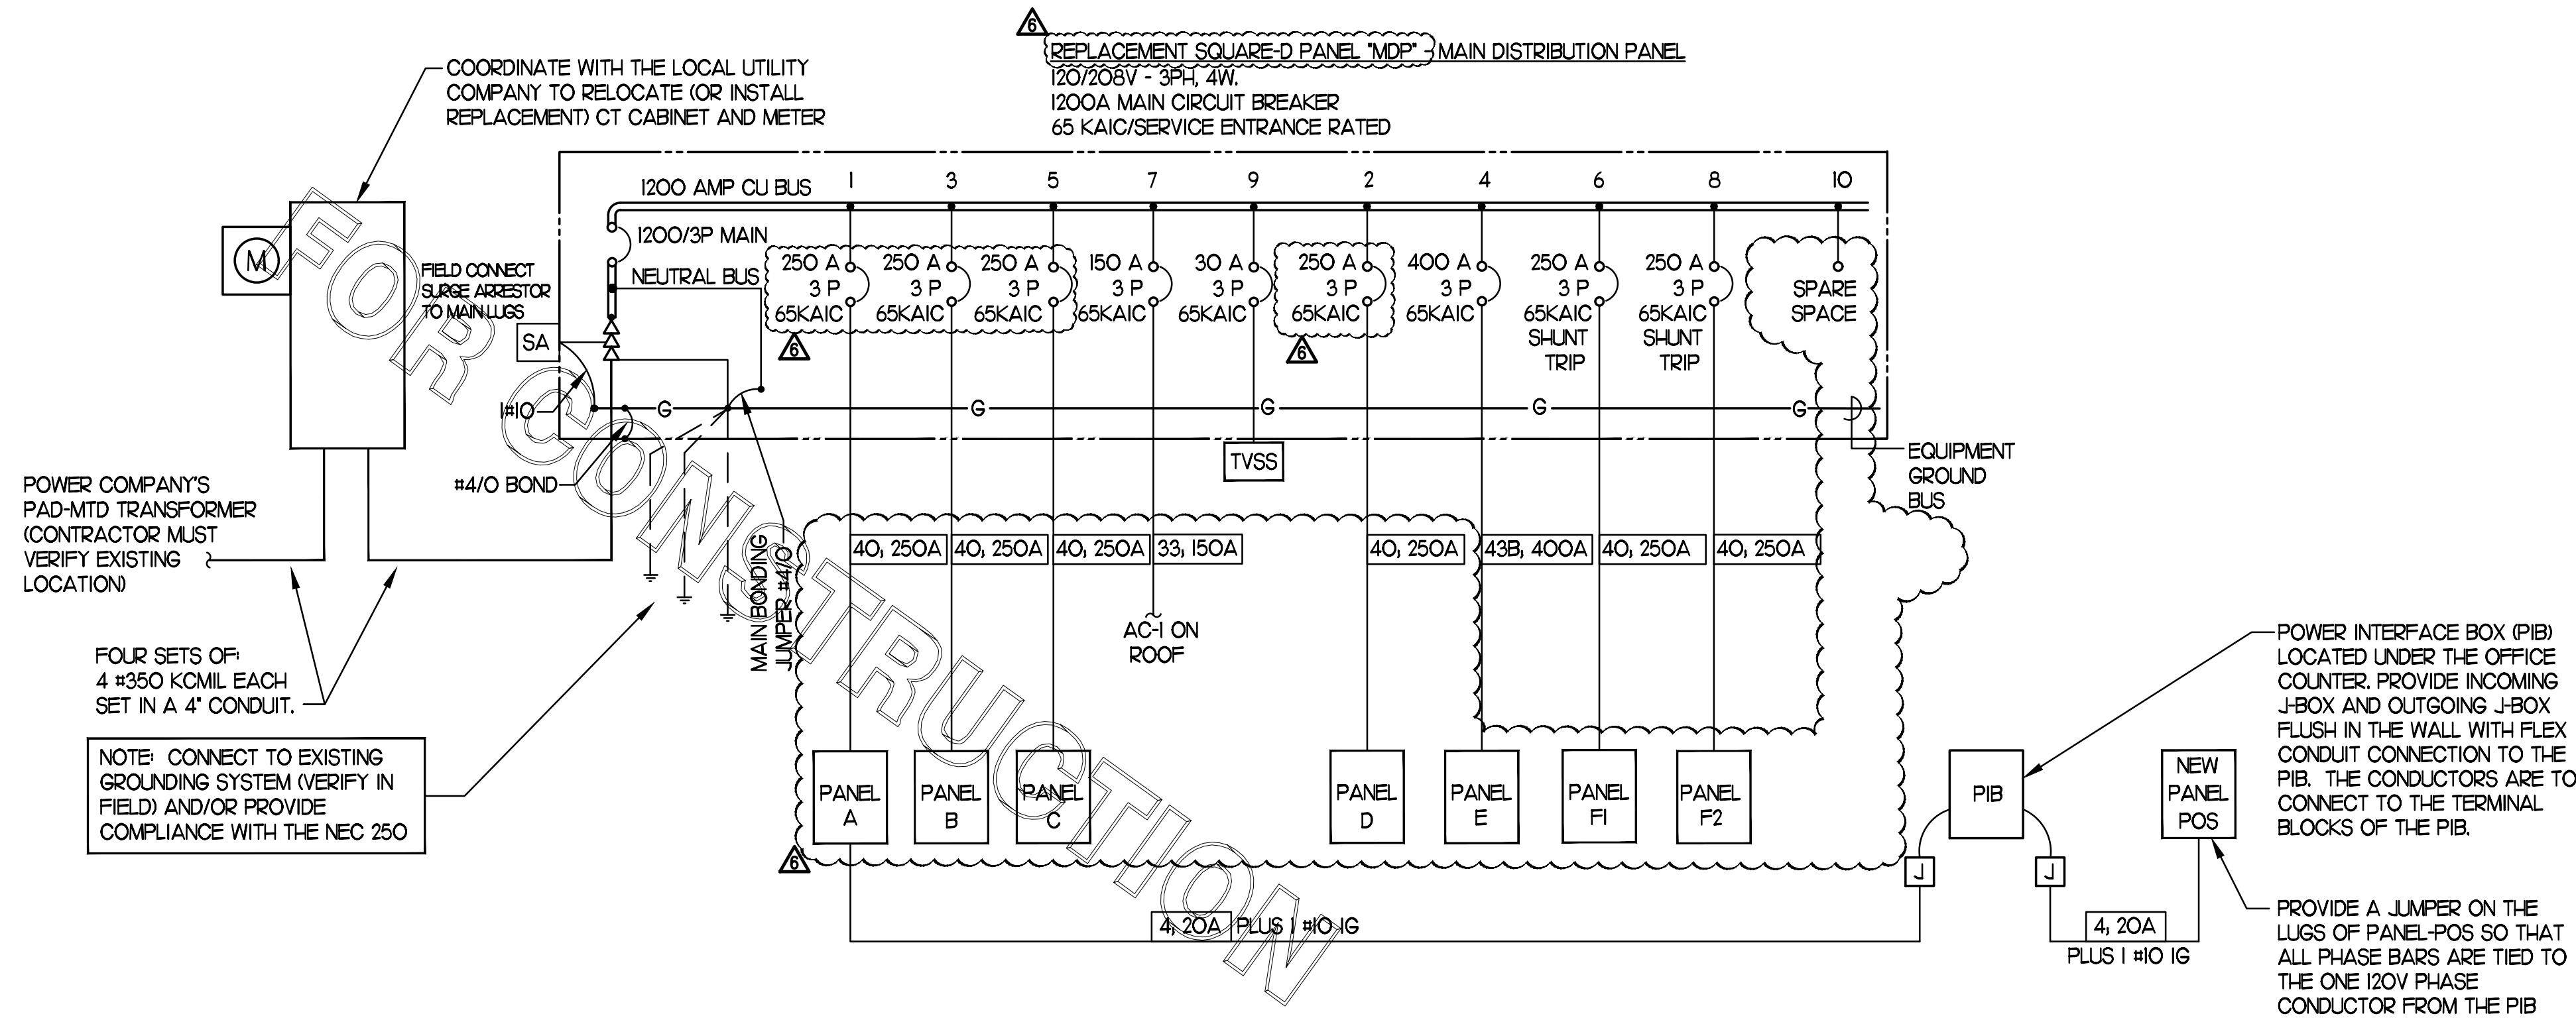 6
REPLACEMENT SQUARE-D PANEL "MDP" - MAIN DISTRIBUTION PANEL
120/208V - 3PH, 4W.
1200A MAIN CIRCUIT BREAKER
65 KAIC/SERVICE ENTRANCE RATED
COORDINATE WITH THE LOCAL UTILITY
COMPANY TO RELOCATE (OR INSTALL
REPLACEMENT) CT CABINET AND METER
M
1200 AMP CU BUS
1
3
5
7
9
2
4
6
8
10
1200/3P MAIN
NEUTRAL BUS
FIELD CONNECT
SURGE ARRESTOR
TO MAIN LUGS
SA
250 A
3 P
65KAIC
250 A
3 P
65KAIC
250 A
3 P
65KAIC
150 A
3 P
65KAIC
30 A
3 P
65KAIC
250 A
3 P
65KAIC
400 A
3 P
65KAIC
250 A
3 P
65KAIC
SHUNT
TRIP
250 A
3 P
65KAIC
SHUNT
TRIP
SPARE
SPACE
6
6
1#10
G
G
G
G
G
#4/0 BOND
TVSS
EQUIPMENT
GROUND
BUS
POWER COMPANY'S
PAD-MTD TRANSFORMER
(CONTRACTOR MUST
VERIFY EXISTING
LOCATION)
MAIN BONDING
JUMPER #4/0
40, 250A
40, 250A
40, 250A
33, 150A
40, 250A
43B, 400A
40, 250A
40, 250A
AC-1 ON
ROOF
FOUR SETS OF:
4 #350 KCMIL EACH
SET IN A 4" CONDUIT.
NOTE: CONNECT TO EXISTING
GROUNDING SYSTEM (VERIFY IN
FIELD) AND/OR PROVIDE
COMPLIANCE WITH THE NEC 250
PANEL
A
PANEL
B
PANEL
C
PANEL
D
PANEL
E
PANEL
F1
PANEL
F2
6
PIB
NEW
PANEL
POS
J
J
4, 20A PLUS 1 #10 IG
4, 20A
PLUS 1 #10 IG
POWER INTERFACE BOX (PIB)
LOCATED UNDER THE OFFICE
COUNTER. PROVIDE INCOMING
J-BOX AND OUTGOING J-BOX
FLUSH IN THE WALL WITH FLEX
CONDUIT CONNECTION TO THE
PIB. THE CONDUCTORS ARE TO
CONNECT TO THE TERMINAL
BLOCKS OF THE PIB.
PROVIDE A JUMPER ON THE
LUGS OF PANEL-POS SO THAT
ALL PHASE BARS ARE TIED TO
THE ONE 120V PHASE
CONDUCTOR FROM THE PIB
FOR CONSTRUCTION